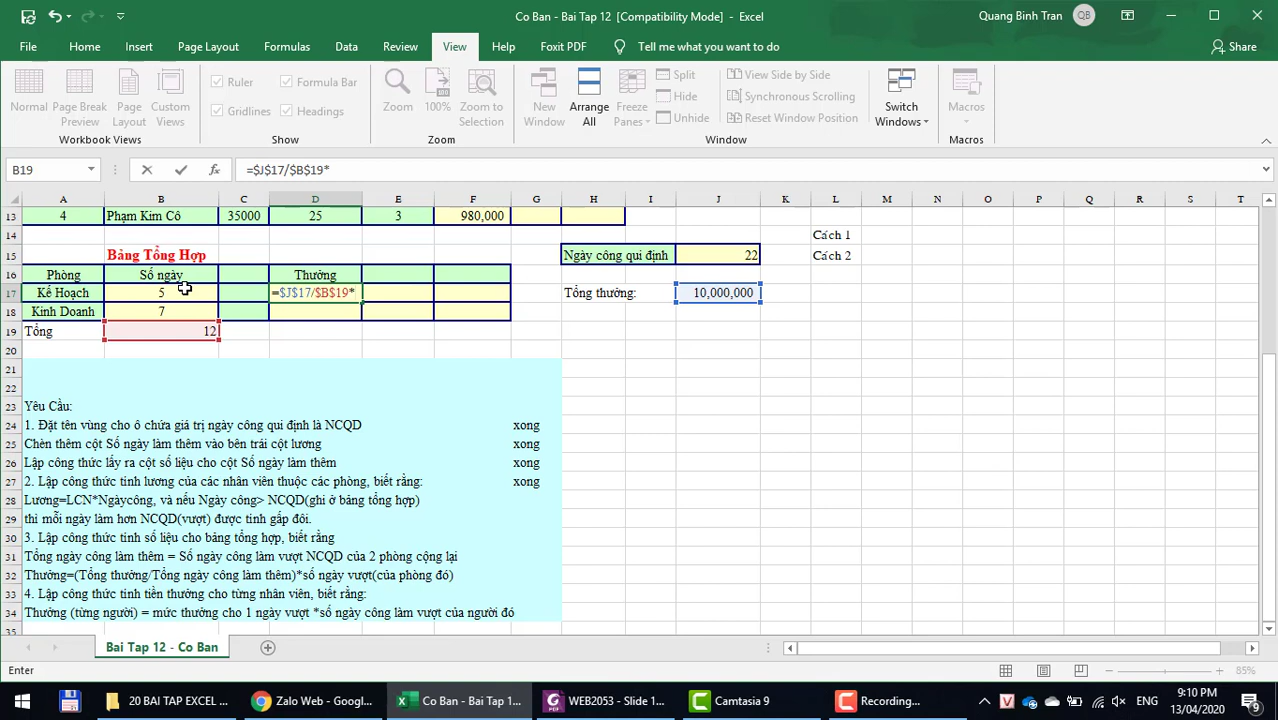 Co Ban - Bai Tap 12 [Compatibility Mode] - Excel
Quang Binh Tran QB
File Home Insert Page Layout Formulas Data Review View Help Foxit PDF Tell me what you want to do Share
Normal Page Break Preview Page Layout Custom Views
Workbook Views
Ruler Formula Bar
Gridlines Headings
Show
Zoom 100% Zoom to Selection
Zoom
New Window Arrange All Freeze Panes
Split
Hide
Unhide
View Side by Side
Synchronous Scrolling
Reset Window Position
Switch Windows
Window
Macros
Macros
B19 fx =$J$17/$B$19*
A B C D E F G H I J K L M N O P Q R S T
13 4 Phạm Kim Cô 35000 25 3 980,000
14 Cách 1
15 Bảng Tổng Hợp Ngày công qui định 22 Cách 2
16 Phòng Số ngày Thưởng
17 Kế Hoạch 5 =$J$17/$B$19* Tổng thưởng: 10,000,000
18 Kinh Doanh 7
19 Tổng 12
20
21
22
23 Yêu Cầu:
24 1. Đặt tên vùng cho ô chứa giá trị ngày công qui định là NCQD xong
25 Chèn thêm cột Số ngày làm thêm vào bên trái cột lương xong
26 Lập công thức lấy ra cột số liệu cho cột Số ngày làm thêm xong
27 2. Lập công thức tính lương của các nhân viên thuộc các phòng, biết rằng: xong
28 Lương=LCN*Ngàycông, và nếu Ngày công> NCQD(ghi ở bảng tổng hợp)
29 thì mỗi ngày làm hơn NCQD(vượt) được tính gấp đôi.
30 3. Lập công thức tính số liệu cho bảng tổng hợp, biết rằng
31 Tổng ngày công làm thêm = Số ngày công làm vượt NCQD của 2 phòng cộng lại
32 Thưởng=(Tổng thưởng/Tổng ngày công làm thêm)*số ngày vượt(của phòng đó)
33 4. Lập công thức tính tiền thưởng cho từng nhân viên, biết rằng:
34 Thưởng (từng người) = mức thưởng cho 1 ngày vượt *số ngày công làm vượt của người đó
35
Bai Tap 12 - Co Ban
Enter 85%
20 BAI TAP EXCEL ... Zalo Web - Googl... Co Ban - Bai Tap 1... WEB2053 - Slide 1... Camtasia 9 Recording... ENG 9:10 PM
13/04/2020